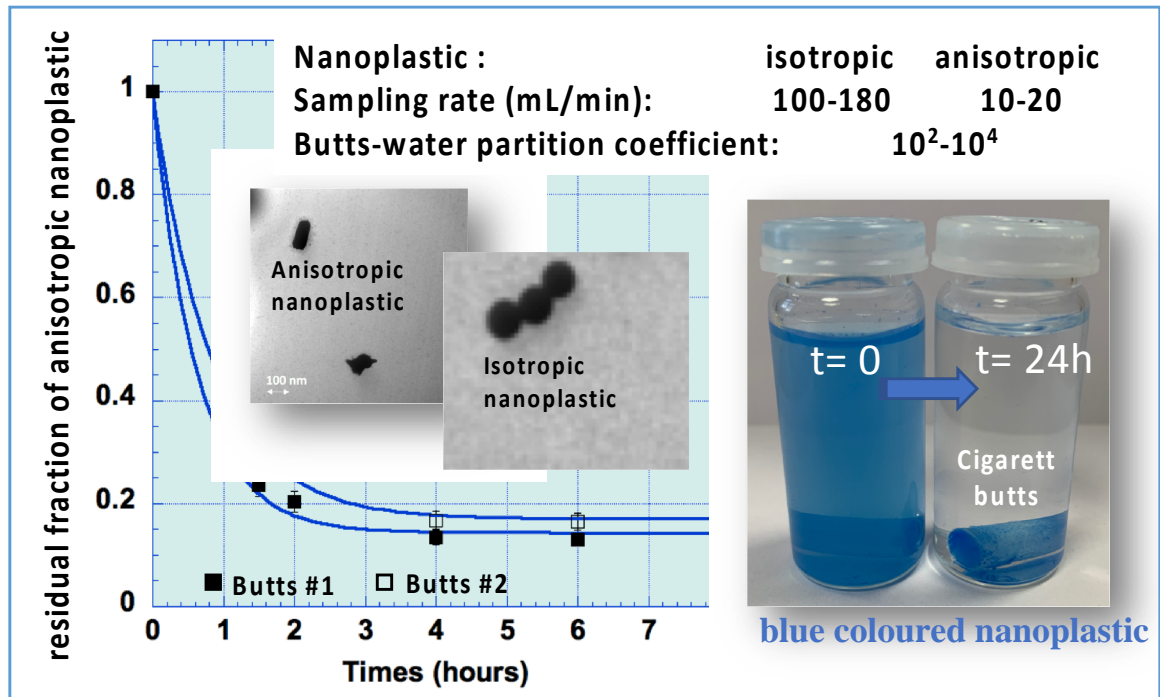 Nanoplastic : isotropic anisotropic
Sampling rate (mL/min): 100-180 10-20
Butts-water partition coefficient: 10²-10⁴
residual fraction of anisotropic nanoplastic
1
0.8
0.6
0.4
0.2
0
0 1 2 3 4 5 6 7
Times (hours)
Anisotropic
nanoplastic
100 nm
Isotropic
nanoplastic
Butts #1 Butts #2
t= 0 t= 24h
Cigarett
butts
blue coloured nanoplastic